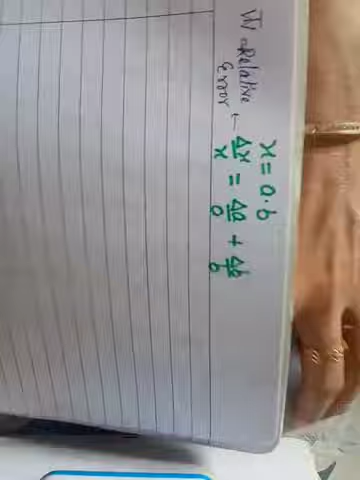 x = a.b
Relative Error → Δx/x = Δa/a + Δb/b